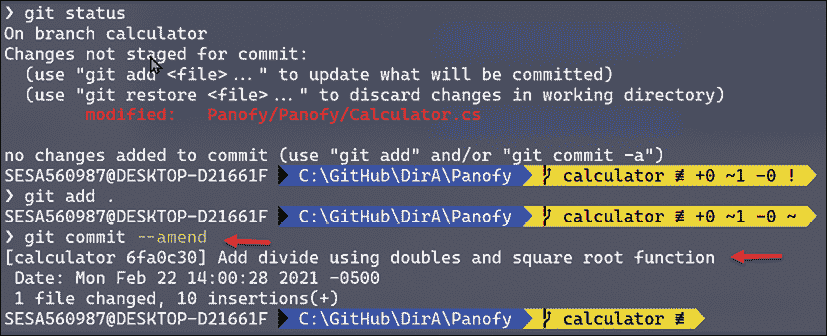 ❯ git status
On branch calculator
Changes not staged for commit:
  (use "git add <file>..." to update what will be committed)
  (use "git restore <file>..." to discard changes in working directory)
        modified:   Panofy/Panofy/Calculator.cs
no changes added to commit (use "git add" and/or "git commit -a")
SESA560987@DESKTOP-D21661F C:\GitHub\DirA\Panofy calculator ≢ +0 ~1 -0 !
❯ git add .
SESA560987@DESKTOP-D21661F C:\GitHub\DirA\Panofy calculator ≢ +0 ~1 -0 ~
❯ git commit --amend
[calculator 6fa0c30] Add divide using doubles and square root function
 Date: Mon Feb 22 14:00:28 2021 -0500
 1 file changed, 10 insertions(+)
SESA560987@DESKTOP-D21661F C:\GitHub\DirA\Panofy calculator ≢